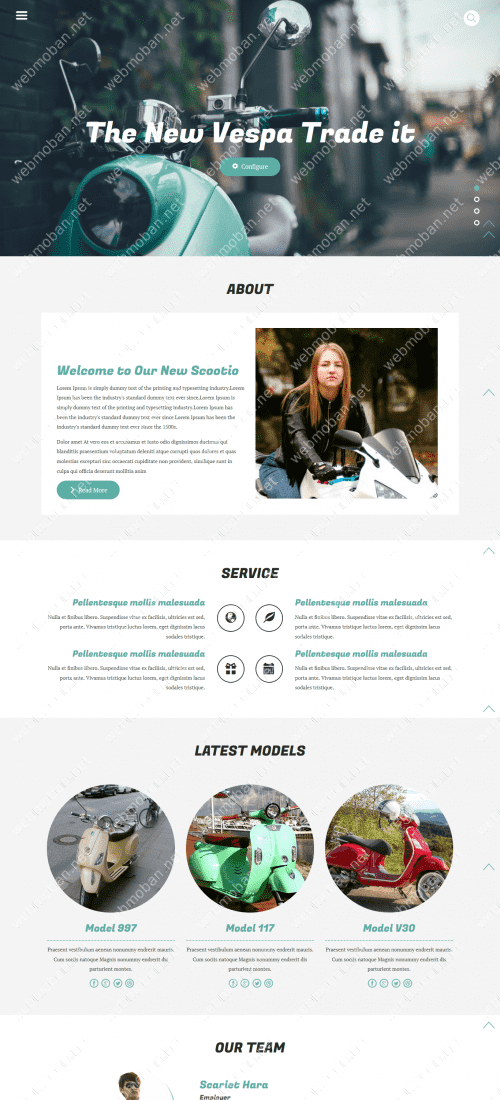 The New Vespa Trade it
Configure
ABOUT
Welcome to Our New Scootio
Lorem Ipsum is simply dummy text of the printing and typesetting industry.Lorem
Ipsum has been the industry's standard dummy text ever since.Lorem Ipsum is
simply dummy text of the printing and typesetting industry.Lorem Ipsum has
been the industry's standard dummy text ever since Lorem Ipsum has been the
industry's standard dummy text ever since the 1500s.
Dolor amet At vero eos et accusamus et iusto odio dignissimos ducimus qui
blanditiis praesentium voluptatum deleniti atque corrupti quos dolores et quas
molestias excepturi sint occaecati cupiditate non provident, similique sunt in
culpa qui officia deserunt mollitia anim
Read More
SERVICE
Pellentesque mollis malesuada
Nulla et finibus libero. Suspendisse vitae ex facilisis, ultricies est sed,
porta ante. Vivamus tristique luctus lorem, eget dignissim lacus
sodales tristique.
Pellentesque mollis malesuada
Nulla et finibus libero. Suspendisse vitae ex facilisis, ultricies est sed,
porta ante. Vivamus tristique luctus lorem, eget dignissim lacus
sodales tristique.
Pellentesque mollis malesuada
Nulla et finibus libero. Suspendisse vitae ex facilisis, ultricies est sed,
porta ante. Vivamus tristique luctus lorem, eget dignissim lacus
sodales tristique.
Pellentesque mollis malesuada
Nulla et finibus libero. Suspendisse vitae ex facilisis, ultricies est sed,
porta ante. Vivamus tristique luctus lorem, eget dignissim lacus
sodales tristique.
LATEST MODELS
Model 997
Praesent vestibulum aenean nonummy endrerit mauris.
Cum sociis natoque Magnis nonummy endrerit dis
parturient montes.
Model 117
Praesent vestibulum aenean nonummy endrerit mauris.
Cum sociis natoque Magnis nonummy endrerit dis
parturient montes.
Model V30
Praesent vestibulum aenean nonummy endrerit mauris.
Cum sociis natoque Magnis nonummy endrerit dis
parturient montes.
OUR TEAM
Scarlot Hara
Employer
webmoban.net